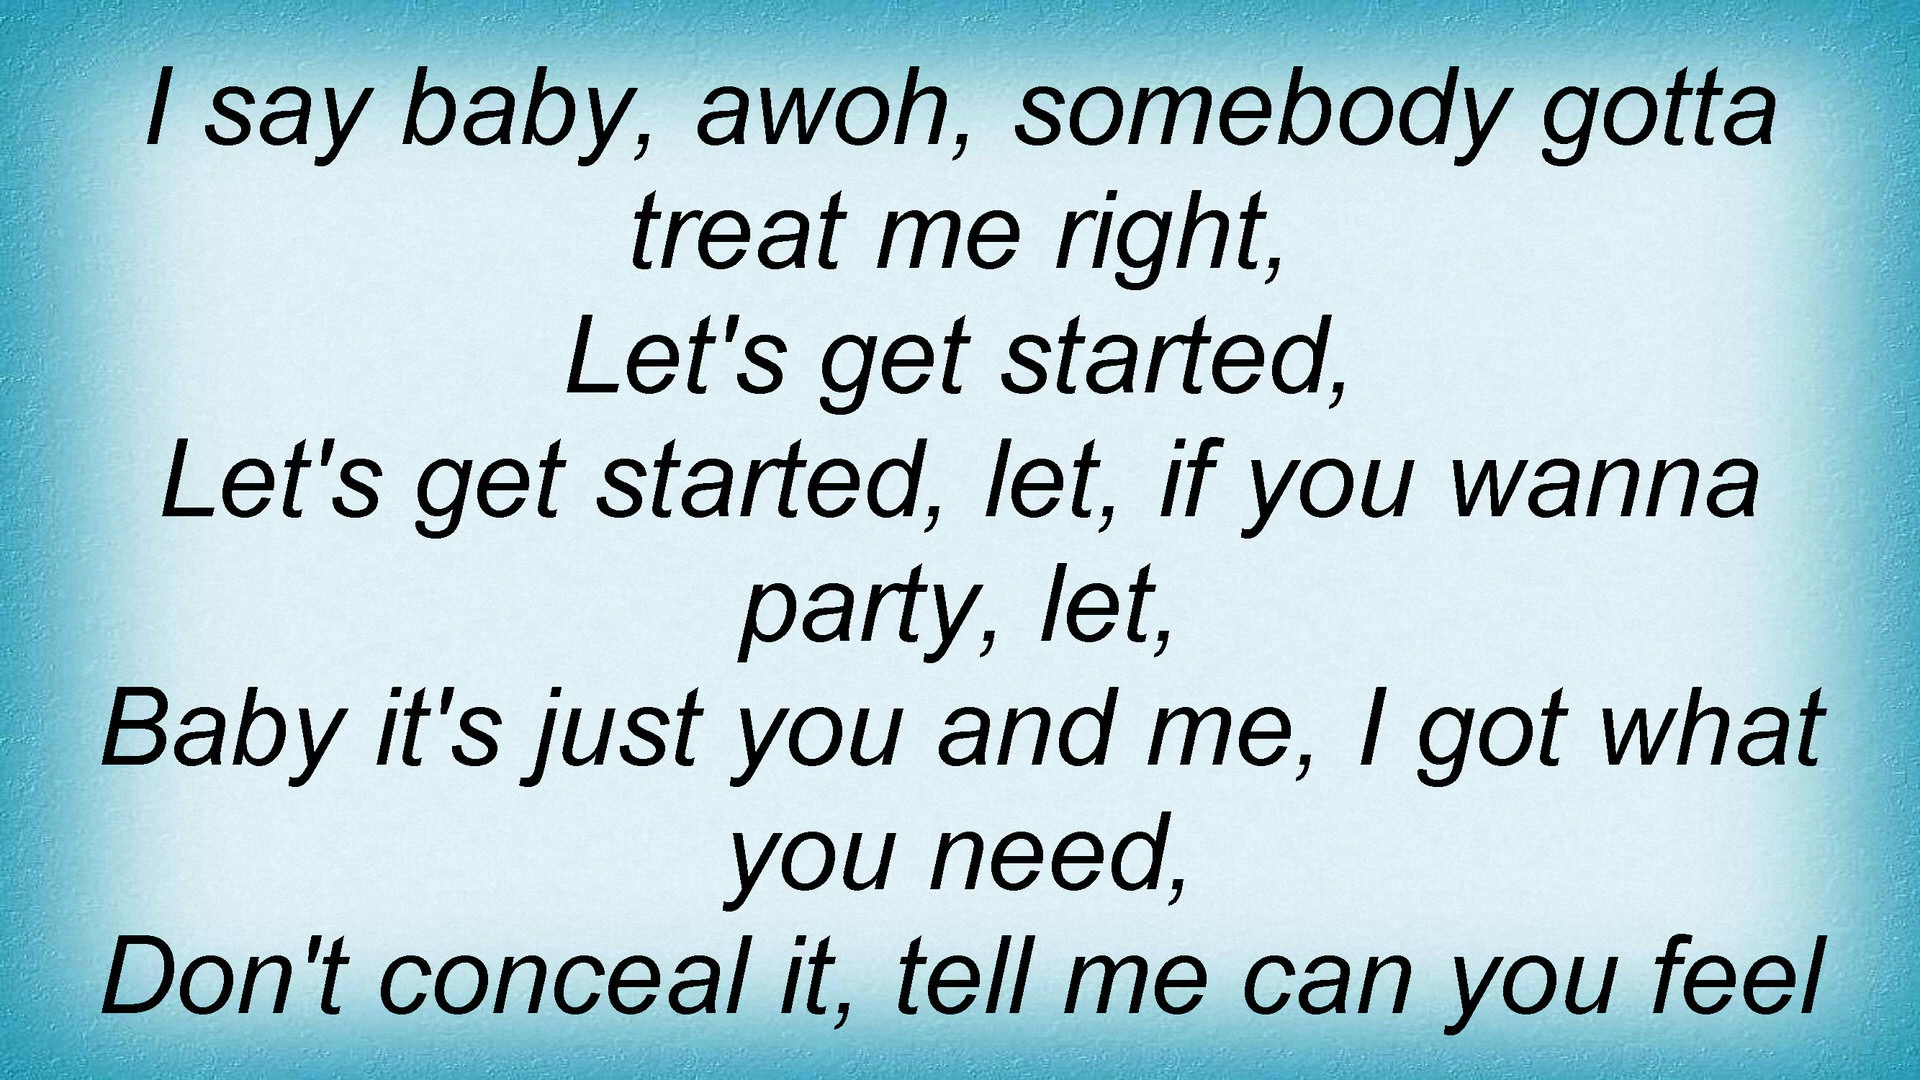 I say baby, awoh, somebody gotta
treat me right,
Let's get started,
Let's get started, let, if you wanna
party, let,
Baby it's just you and me, I got what
you need,
Don't conceal it, tell me can you feel